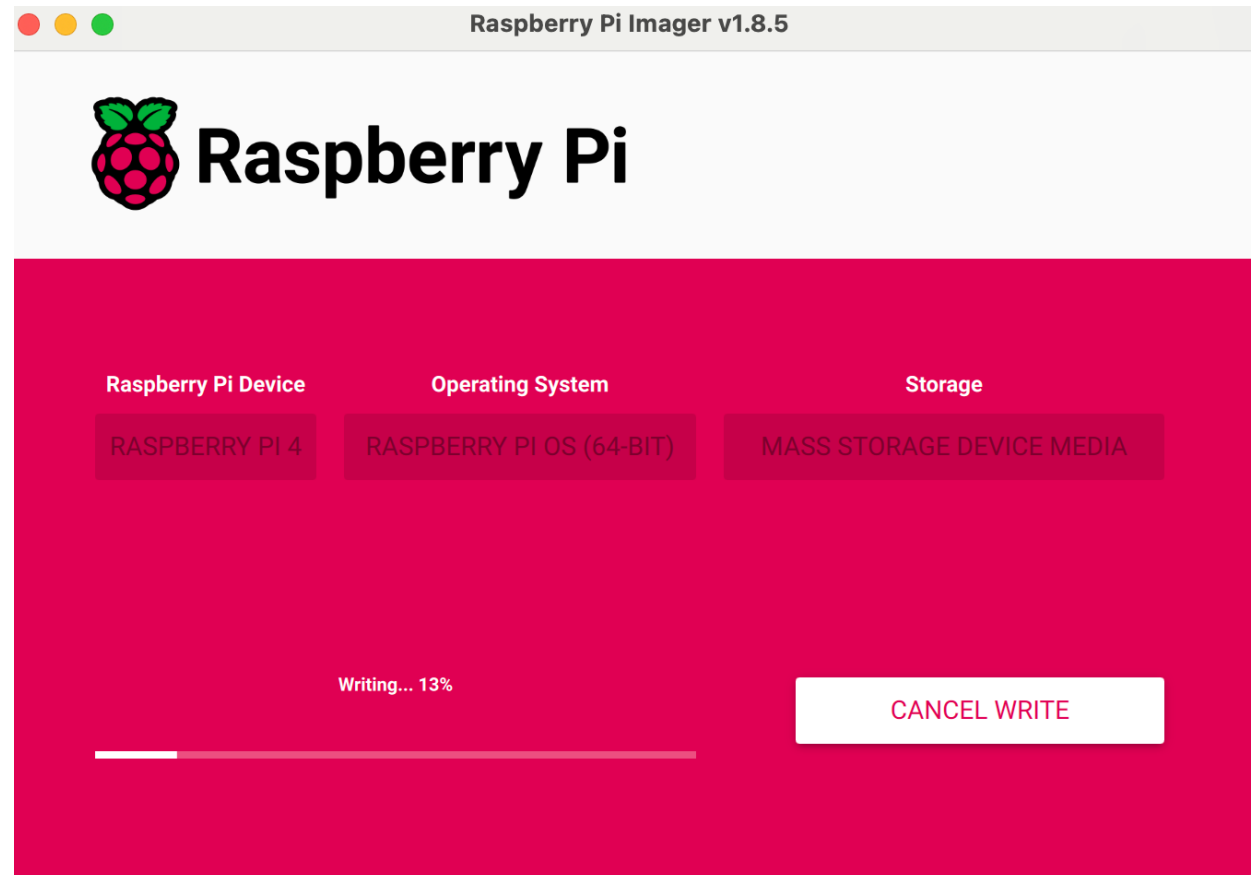 Raspberry Pi Imager v1.8.5
Raspberry Pi
Raspberry Pi Device
Operating System
Storage
RASPBERRY PI 4
RASPBERRY PI OS (64-BIT)
MASS STORAGE DEVICE MEDIA
Writing... 13%
CANCEL WRITE